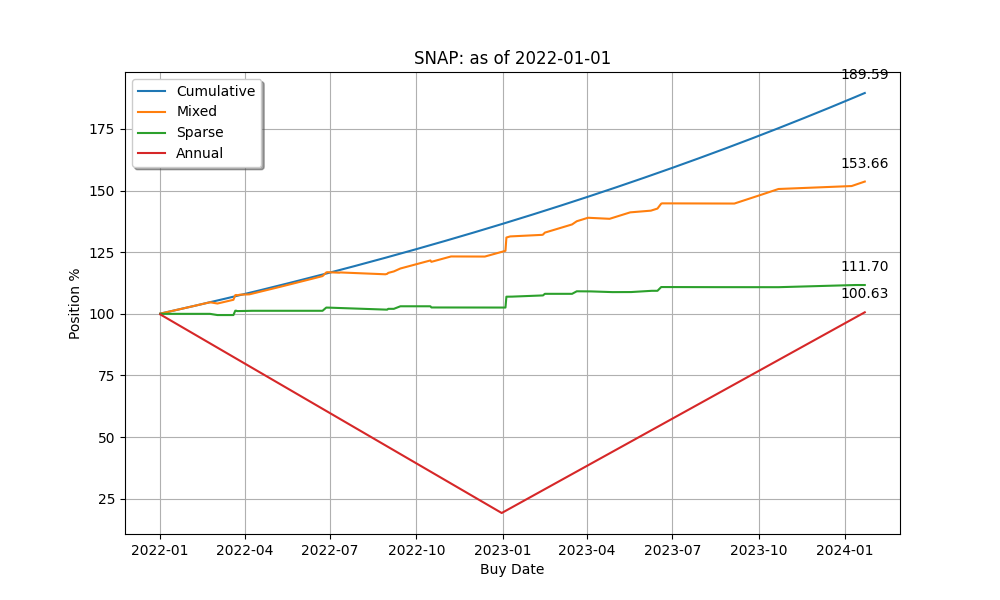 SNAP: as of 2022-01-01
189.59
Cumulative
Mixed
Sparse
Annual
175
153.66
150
125
111.70
100.63
100
75
50
25
Position %
2022-01 2022-04 2022-07 2022-10 2023-01 2023-04 2023-07 2023-10 2024-01
Buy Date